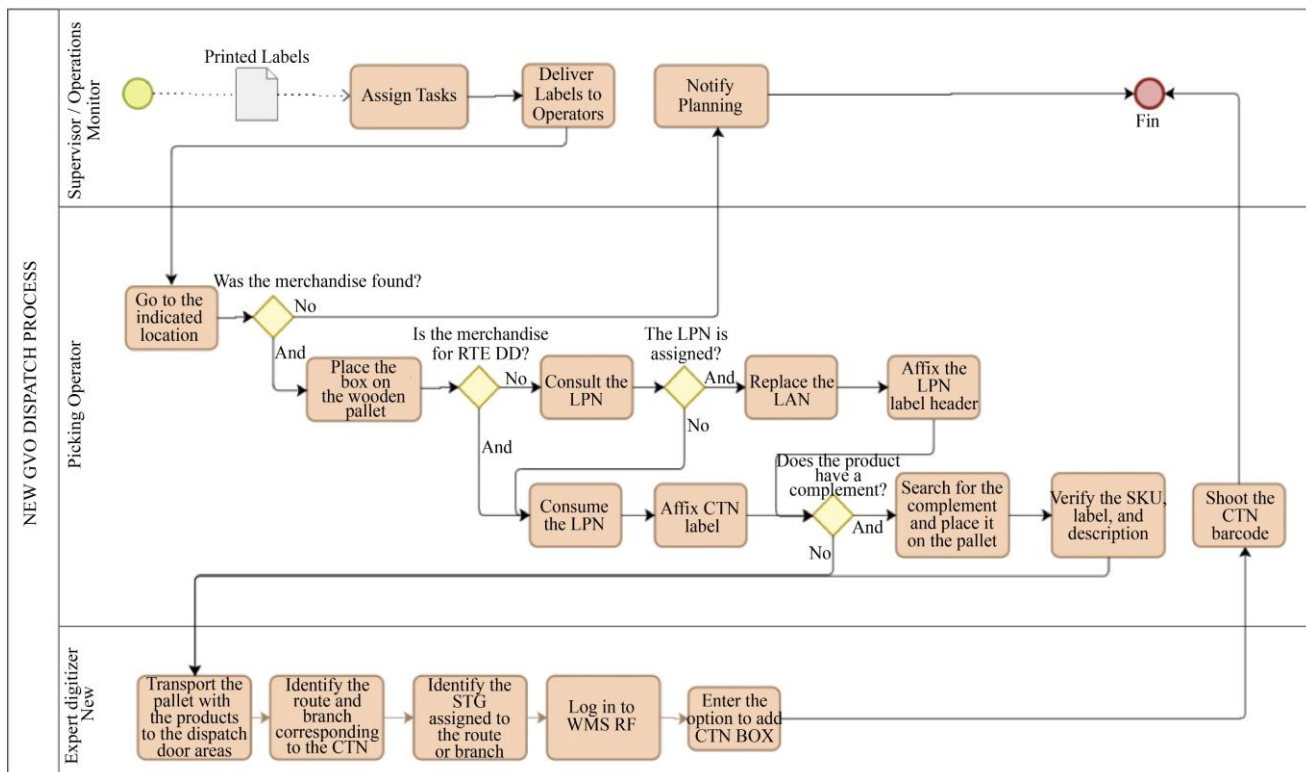 NEW GVO DISPATCH PROCESS
Supervisor / Operations
Monitor
Printed Labels
Assign Tasks
Deliver
Labels to
Operators
Notify
Planning
Fin
Picking Operator
Go to the
indicated
location
Was the merchandise found?
No
And
Place the
box on
the wooden
pallet
Is the merchandise
for RTE DD?
No
And
Consult the
LPN
The LPN is
assigned?
And
No
Replace the
LAN
Affix the
LPN
label header
Consume
the LPN
Affix CTN
label
Does the product
have a
complement?
And
No
Search for the
complement
and place it
on the pallet
Verify the SKU,
label, and
description
Shoot the
CTN
barcode
Expert digitizer
New
Transport the
pallet with
the products
to the dispatch
door areas
Identify the
route and
branch
corresponding
to the CTN
Identify the
STG
assigned to
the route
or branch
Log in to
WMS RF
Enter the
option to add
CTN BOX